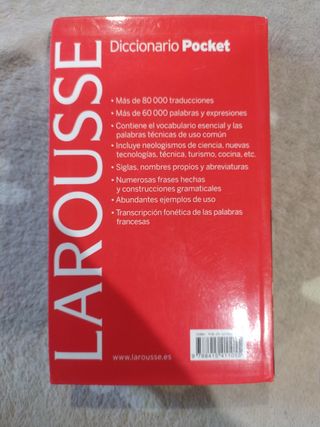 LAROUSSE
Diccionario Pocket
• Más de 80 000 traducciones
• Más de 60 000 palabras y expresiones
• Contiene el vocabulario esencial y las
palabras técnicas de uso común
• Incluye neologismos de ciencia, nuevas
tecnologías, técnica, turismo, cocina, etc.
• Siglas, nombres propios y abreviaturas
• Numerosas frases hechas
y construcciones gramaticales
• Abundantes ejemplos de uso
• Transcripción fonética de las palabras
francesas
www.larousse.es